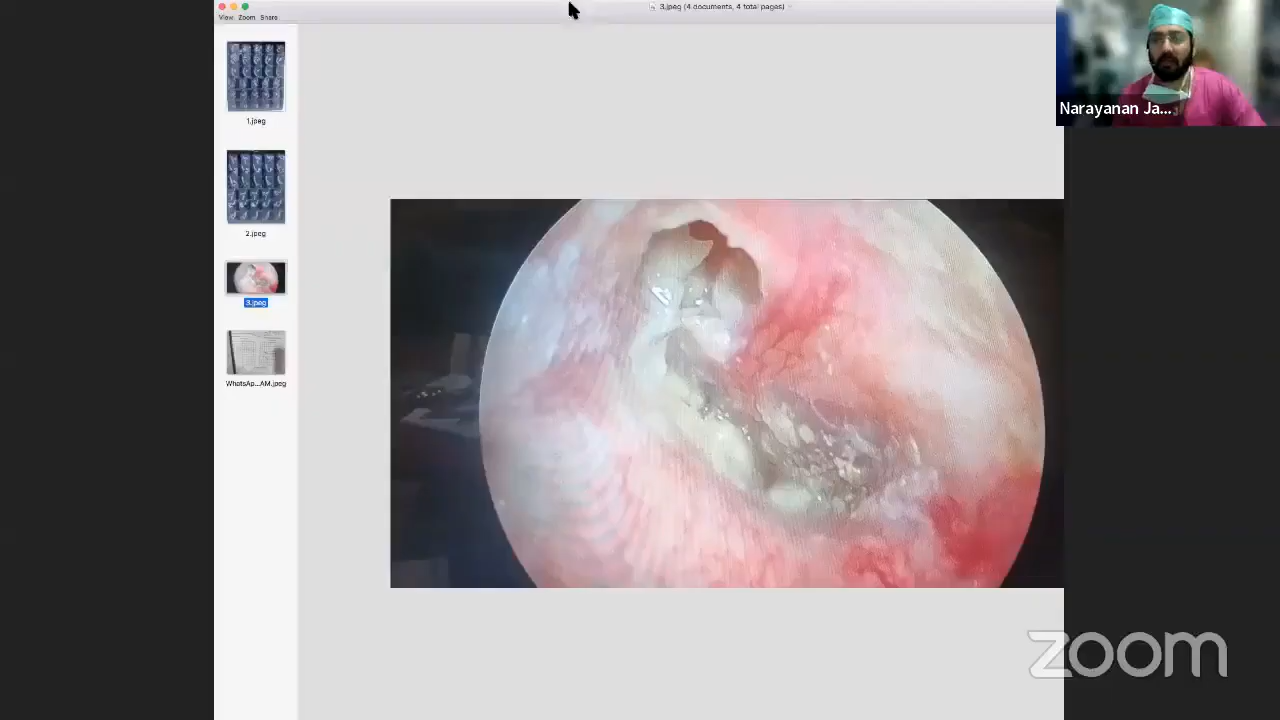 3.jpeg (4 documents, 4 total pages)
View Zoom Share
1.jpeg
2.jpeg
3.jpeg
WhatsAp...AM.jpeg
Narayanan Ja...
zoom